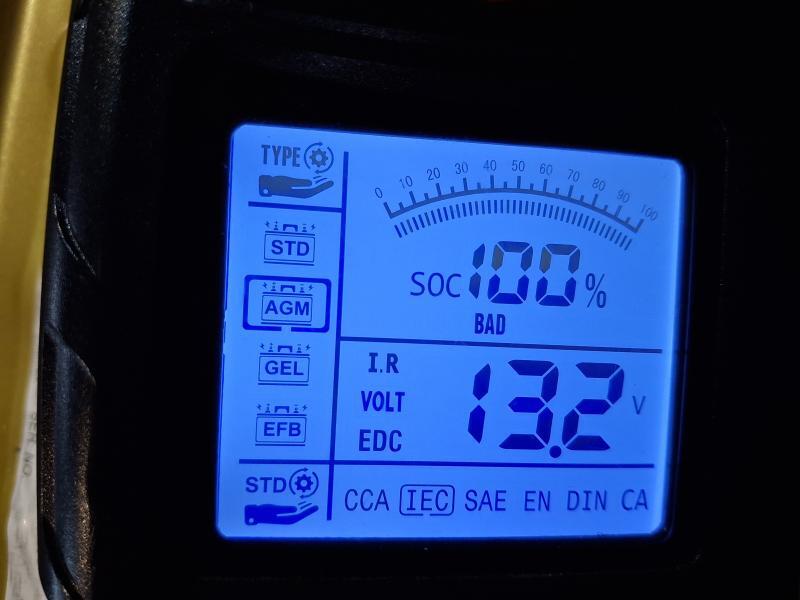 TYPE
0 10 20 30 40 50 60 70 80 90 100
STD
SOC 100 %
AGM
BAD
GEL
I.R
VOLT
13.2 V
EFB
EDC
STD
CCA IEC SAE EN DIN CA